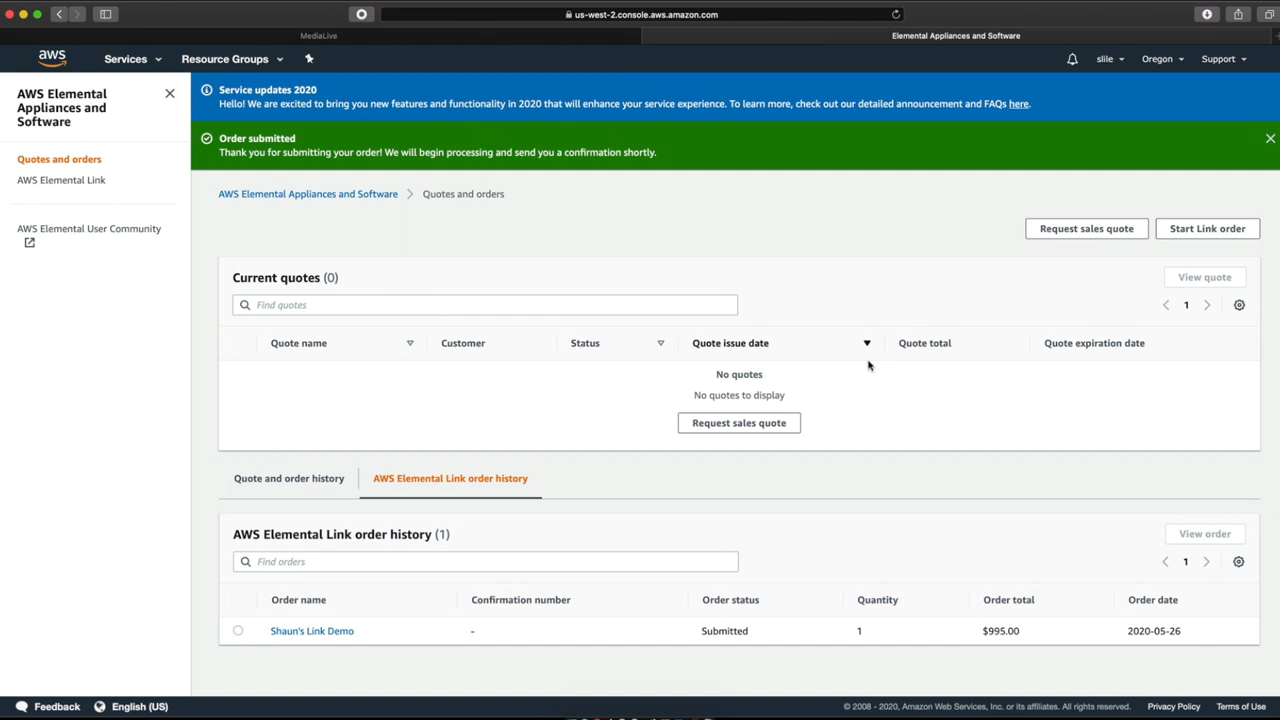 us-west-2.console.aws.amazon.com
MediaLive
Elemental Appliances and Software
aws
Services
Resource Groups
slile
Oregon
Support
AWS Elemental Appliances and Software
Quotes and orders
AWS Elemental Link
AWS Elemental User Community
Service updates 2020
Hello! We are excited to bring you new features and functionality in 2020 that will enhance your service experience. To learn more, check out our detailed announcement and FAQs here.
Order submitted
Thank you for submitting your order! We will begin processing and send you a confirmation shortly.
AWS Elemental Appliances and Software > Quotes and orders
Request sales quote
Start Link order
Current quotes (0)
View quote
Find quotes
1
Quote name Customer Status Quote issue date Quote total Quote expiration date
No quotes
No quotes to display
Request sales quote
Quote and order history
AWS Elemental Link order history
AWS Elemental Link order history (1)
View order
Find orders
1
Order name Confirmation number Order status Quantity Order total Order date
Shaun's Link Demo - Submitted 1 $995.00 2020-05-26
Feedback
English (US)
© 2008 - 2020, Amazon Web Services, Inc. or its affiliates. All rights reserved.
Privacy Policy
Terms of Use